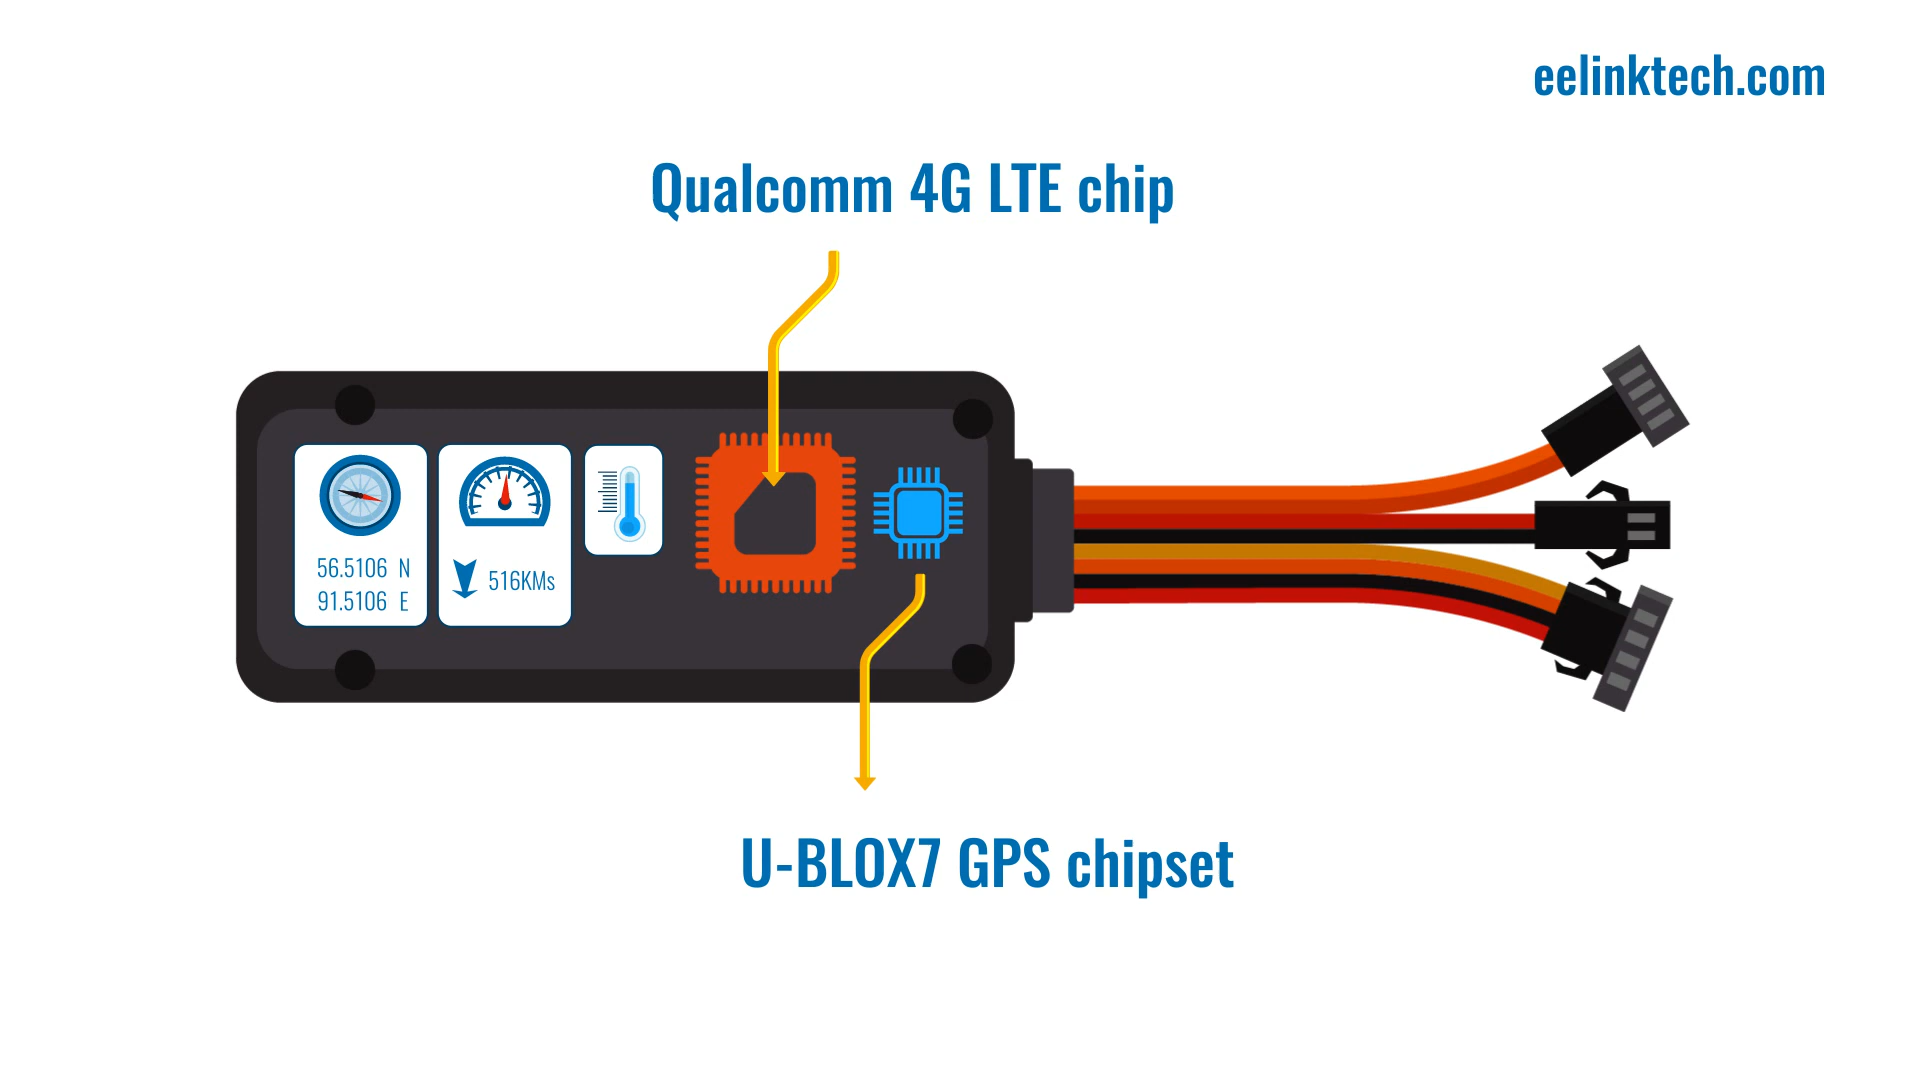 eelinktech.com
Qualcomm 4G LTE chip
56.5106 N
91.5106 E
516KMs
U-BLOX7 GPS chipset